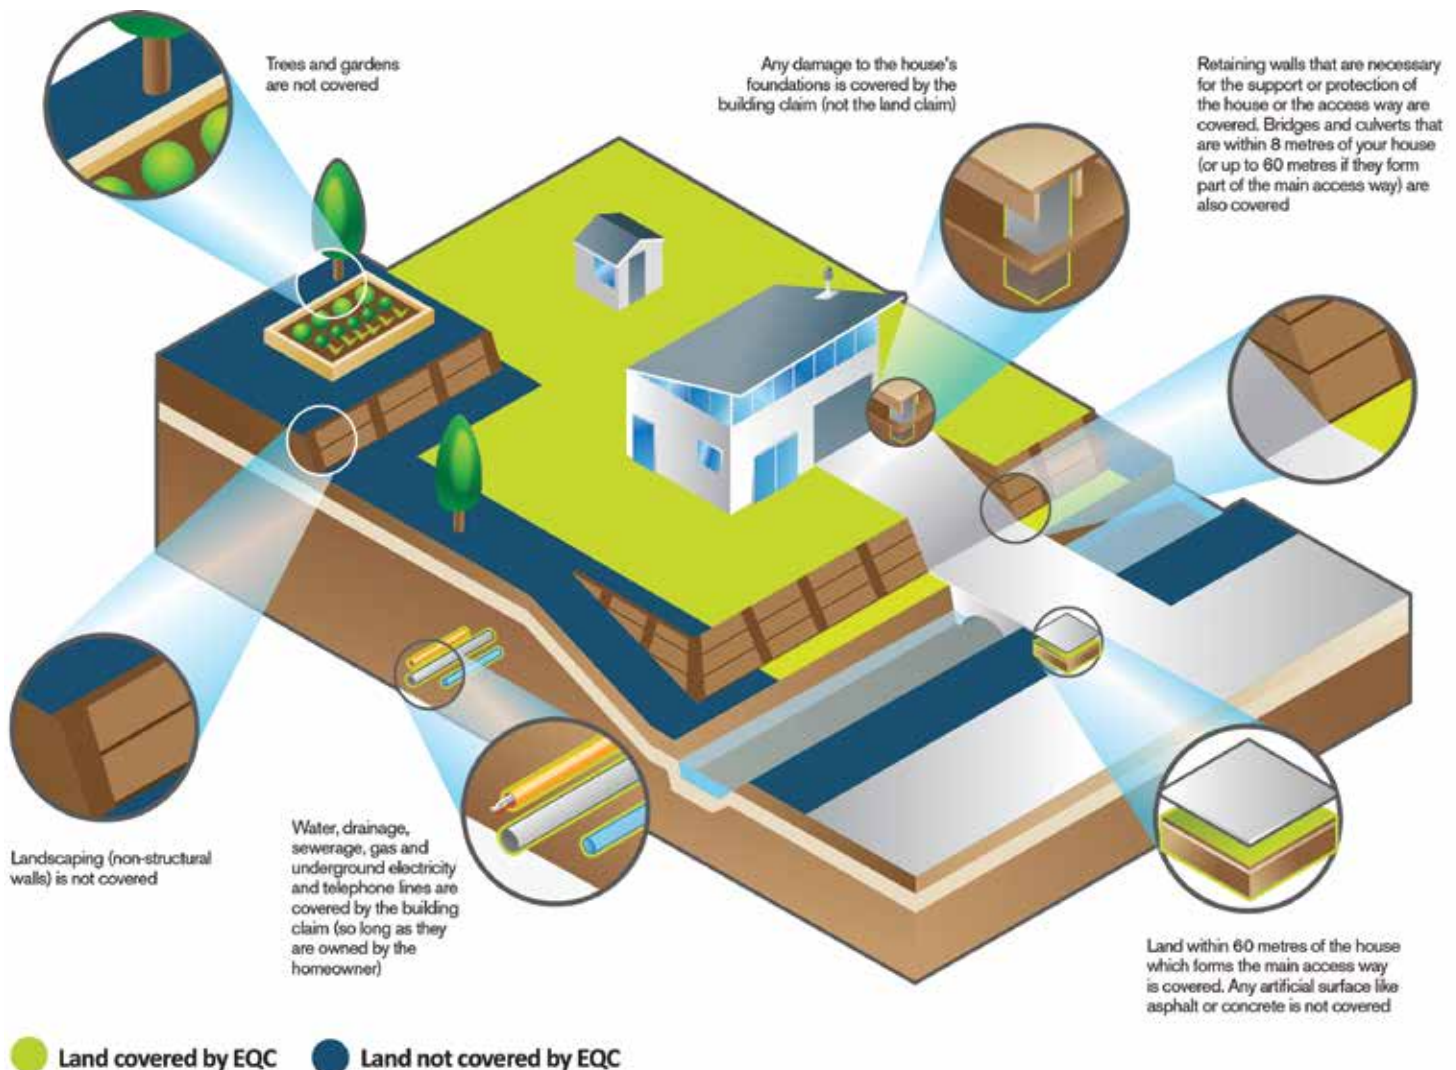 Trees and gardens
are not covered
Any damage to the house's
foundations is covered by the
building claim (not the land claim)
Retaining walls that are necessary
for the support or protection of
the house or the access way are
covered. Bridges and culverts that
are within 8 metres of your house
(or up to 60 metres if they form
part of the main access way) are
also covered
Landscaping (non-structural
walls) is not covered
Water, drainage,
sewerage, gas and
underground electricity
and telephone lines are
covered by the building
claim (so long as they
are owned by the
homeowner)
Land within 60 metres of the house
which forms the main access way
is covered. Any artificial surface like
asphalt or concrete is not covered
Land covered by EQC
Land not covered by EQC